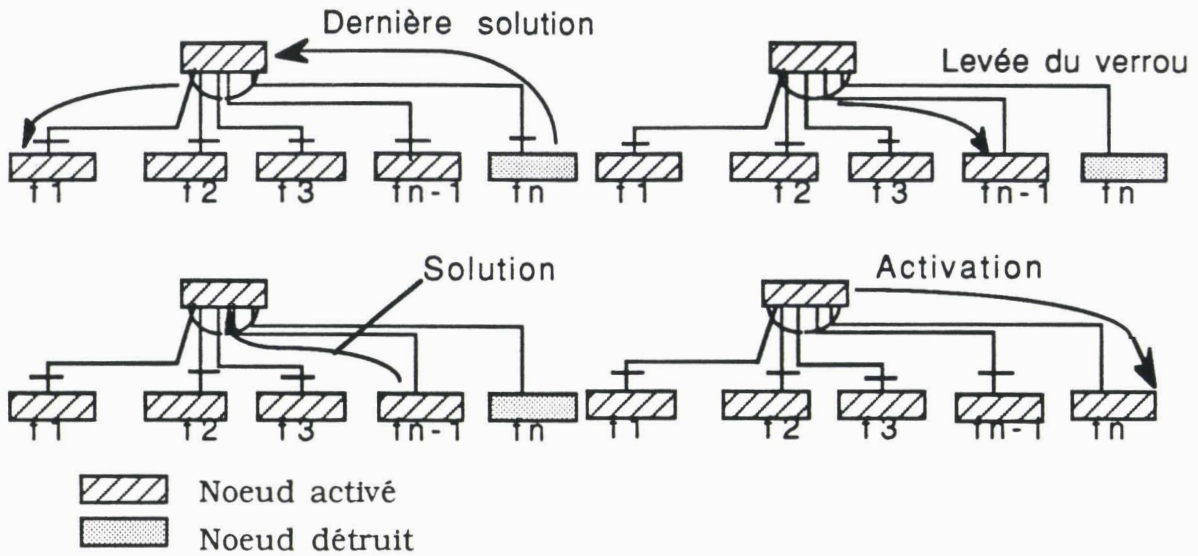 Dernière solution
Levée du verrou
f1 f2 f3 fn-1 fn
f1 f2 f3 fn-1 fn
Solution
Activation
f1 f2 f3 fn-1 fn
f1 f2 f3 fn-1 fn
Noeud activé
Noeud détruit